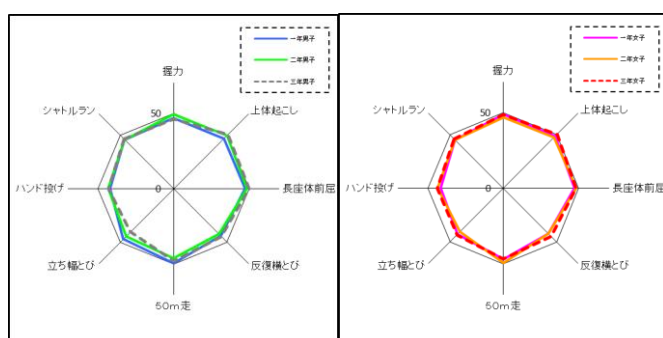 一年男子
二年男子
三年男子
握力
50
シャトルラン
上体起こし
ハンド投げ
0
長座体前屈
立ち幅とび
反復横とび
50m走
一年女子
二年女子
三年女子
握力
50
シャトルラン
上体起こし
ハンド投げ
0
長座体前屈
立ち幅とび
反復横とび
50m走